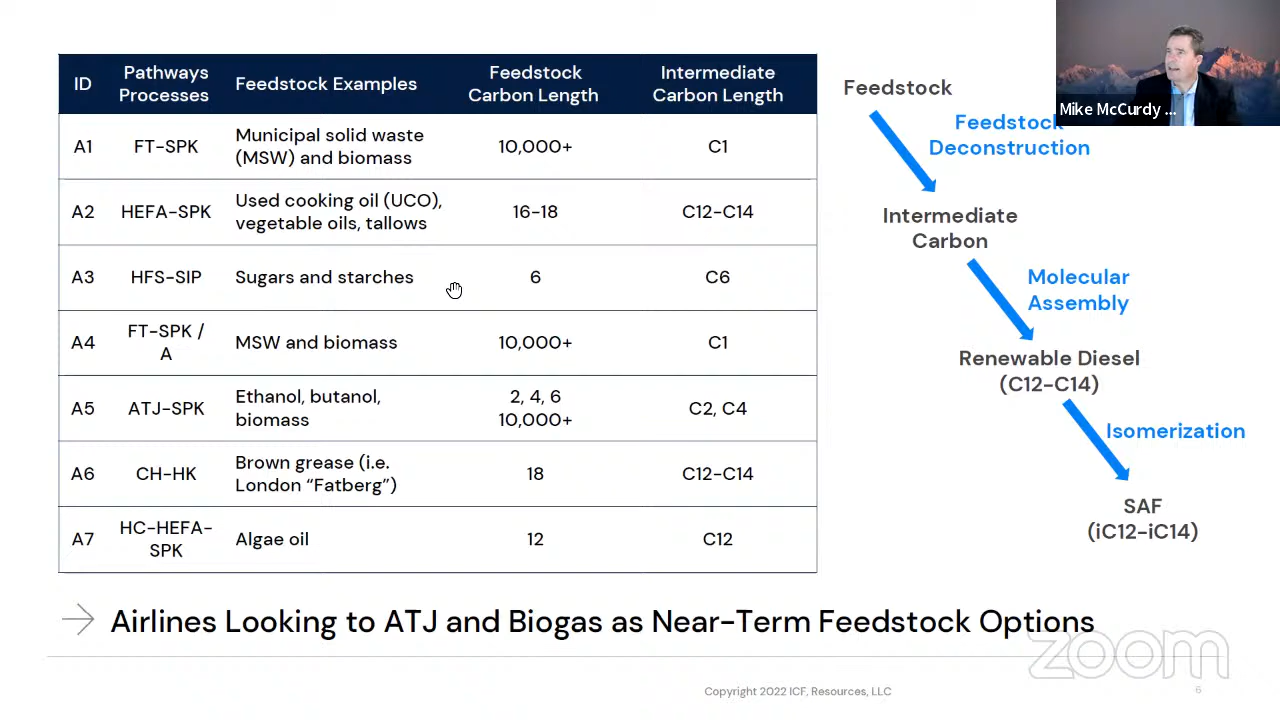 ID
Pathways
Processes
Feedstock Examples
Feedstock
Carbon Length
Intermediate
Carbon Length
A1
FT-SPK
Municipal solid waste
(MSW) and biomass
10,000+
C1
A2
HEFA-SPK
Used cooking oil (UCO),
vegetable oils, tallows
16-18
C12-C14
A3
HFS-SIP
Sugars and starches
6
C6
A4
FT-SPK /
A
MSW and biomass
10,000+
C1
A5
ATJ-SPK
Ethanol, butanol,
biomass
2, 4, 6
10,000+
C2, C4
A6
CH-HK
Brown grease (i.e.
London “Fatberg”)
18
C12-C14
A7
HC-HEFA-
SPK
Algae oil
12
C12
Feedstock
Feedstock
Deconstruction
Intermediate
Carbon
Molecular
Assembly
Renewable Diesel
(C12-C14)
Isomerization
SAF
(iC12-iC14)
Mike McCurdy ...
Airlines Looking to ATJ and Biogas as Near-Term Feedstock Options
zoom
Copyright 2022 ICF, Resources, LLC
6